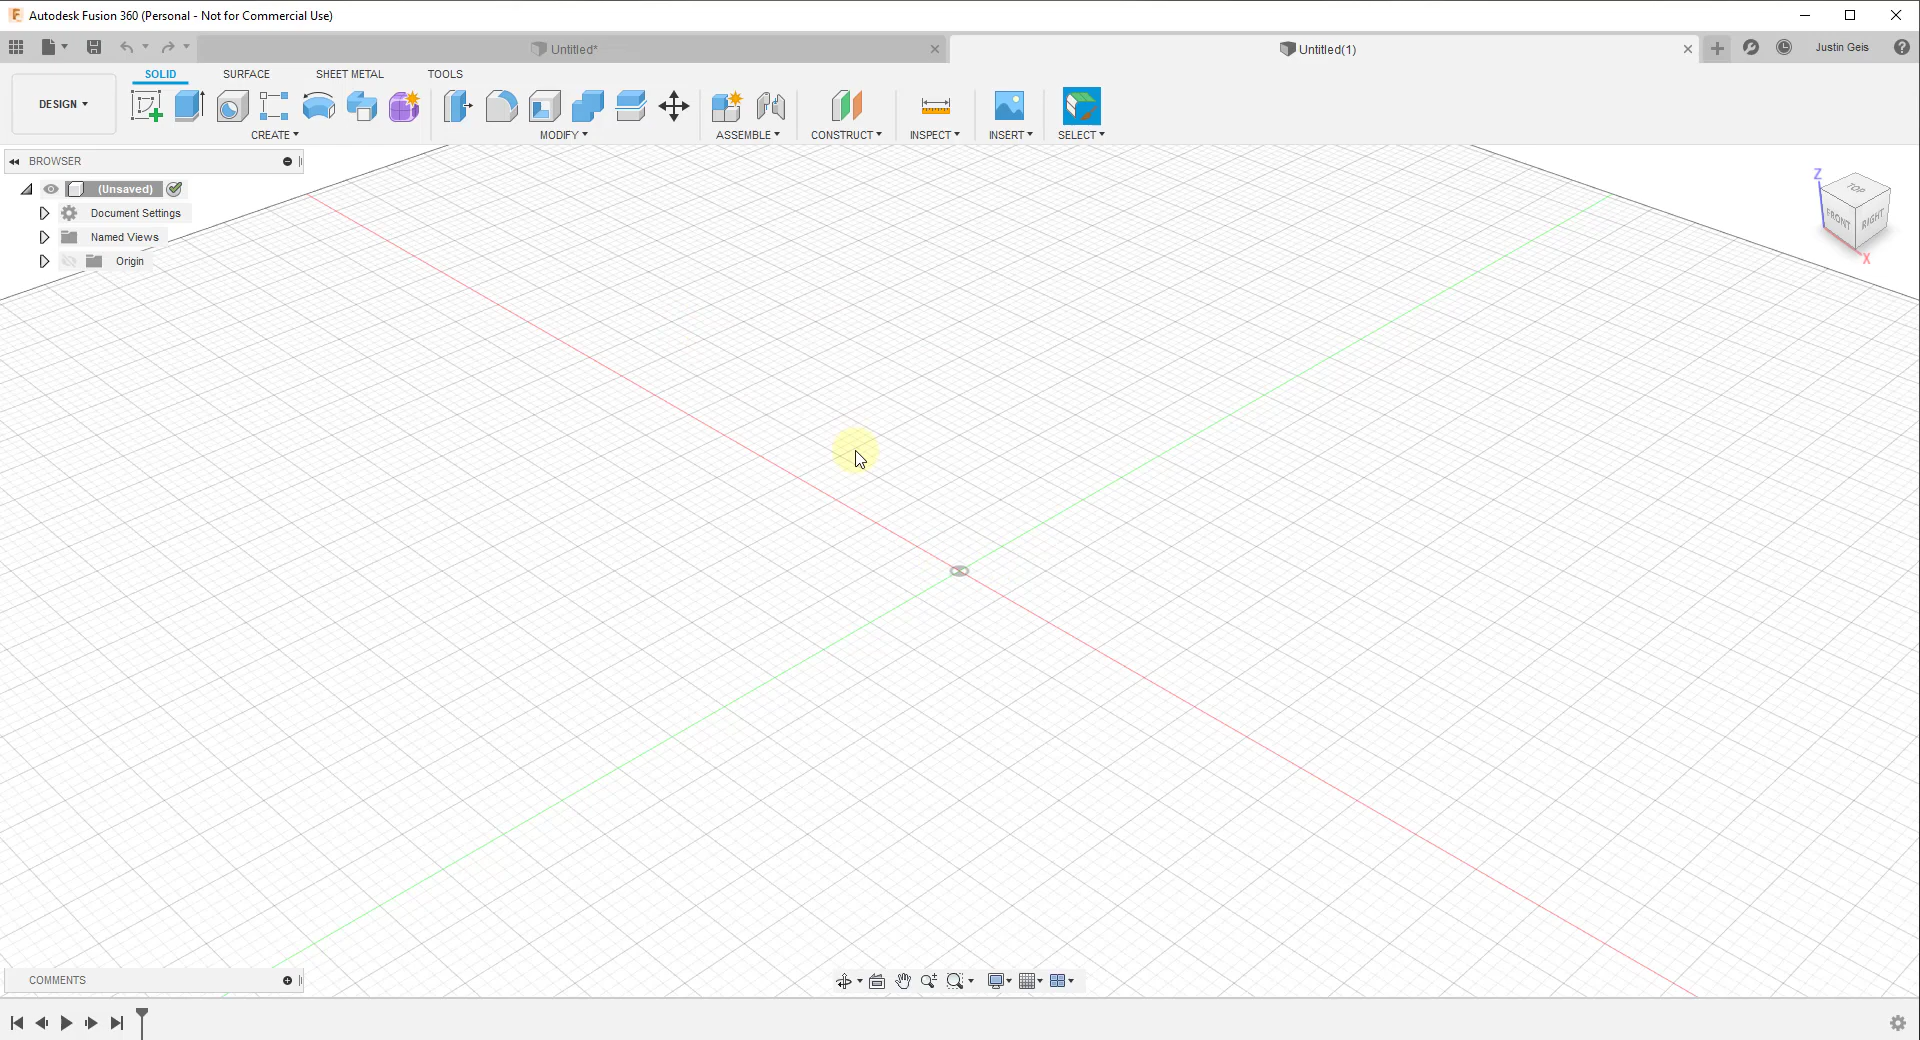 Autodesk Fusion 360 (Personal - Not for Commercial Use)
Untitled*
Untitled(1)
Justin Geis
SOLID
SURFACE
SHEET METAL
TOOLS
DESIGN
CREATE
MODIFY
ASSEMBLE
CONSTRUCT
INSPECT
INSERT
SELECT
BROWSER
(Unsaved)
Document Settings
Named Views
Origin
Z
TOP
FRONT
RIGHT
X
COMMENTS